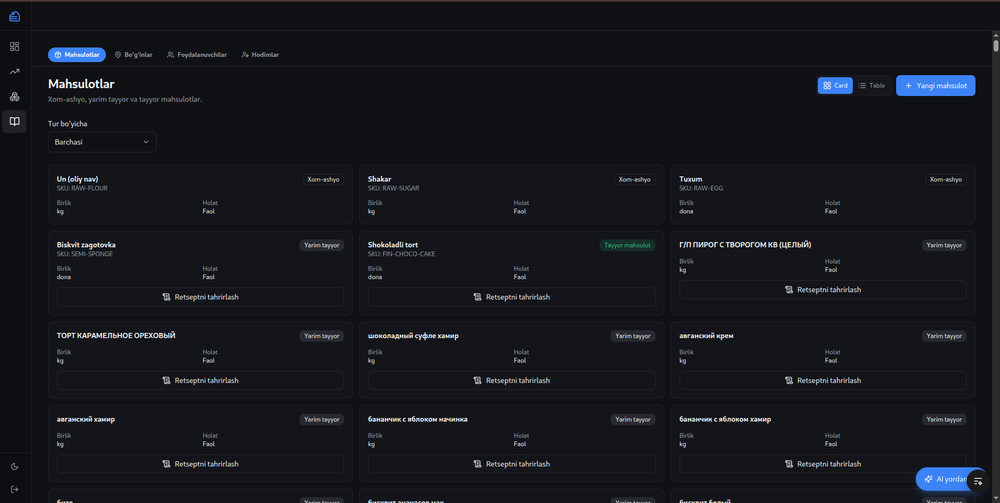 Mahsulotlar
Bo‘g‘inlar
Foydalanuvchilar
Hodimlar
Mahsulotlar
Xom-ashyo, yarim tayyor va tayyor mahsulotlar.
Card
Table
Yangi mahsulot
Tur bo‘yicha
Barchasi
Un (oliy nav)
Xom-ashyo
SKU: RAW-FLOUR
Birlik
Holat
kg
Faol
Shakar
Xom-ashyo
SKU: RAW-SUGAR
Birlik
Holat
kg
Faol
Tuxum
Xom-ashyo
SKU: RAW-EGG
Birlik
Holat
dona
Faol
Biskvit zagotovka
Yarim tayyor
SKU: SEMI-SPONGE
Birlik
Holat
dona
Faol
Retseptni tahrirlash
Shokoladli tort
Tayyor mahsulot
SKU: FIN-CHOCO-CAKE
Birlik
Holat
dona
Faol
Retseptni tahrirlash
Г/П ПИРОГ С ТВОРОГОМ КВ (ЦЕЛЫЙ)
Yarim tayyor
Birlik
Holat
kg
Faol
Retseptni tahrirlash
ТОРТ КАРАМЕЛЬНОЕ ОРЕХОВЫЙ
Yarim tayyor
Birlik
Holat
kg
Faol
Retseptni tahrirlash
шоколадный суфле хамир
Yarim tayyor
Birlik
Holat
kg
Faol
Retseptni tahrirlash
авганский крем
Yarim tayyor
Birlik
Holat
kg
Faol
Retseptni tahrirlash
авганский хамир
Yarim tayyor
Birlik
Holat
kg
Faol
Retseptni tahrirlash
бананчик с яблоком начинка
Yarim tayyor
Birlik
Holat
kg
Faol
Retseptni tahrirlash
бананчик с яблоком хамир
Yarim tayyor
Birlik
Holat
kg
Faol
Retseptni tahrirlash
AI yordam
бизе
Yarim tayyor
бисквит ананасов мак
Yarim tayyor
бисквит белый
Yarim tayyor